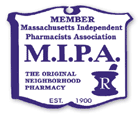 MEMBER
Massachusetts Independent
Pharmacists Association
M.I.P.A.
THE ORIGINAL
NEIGHBORHOOD
PHARMACY
R
EST. 1900